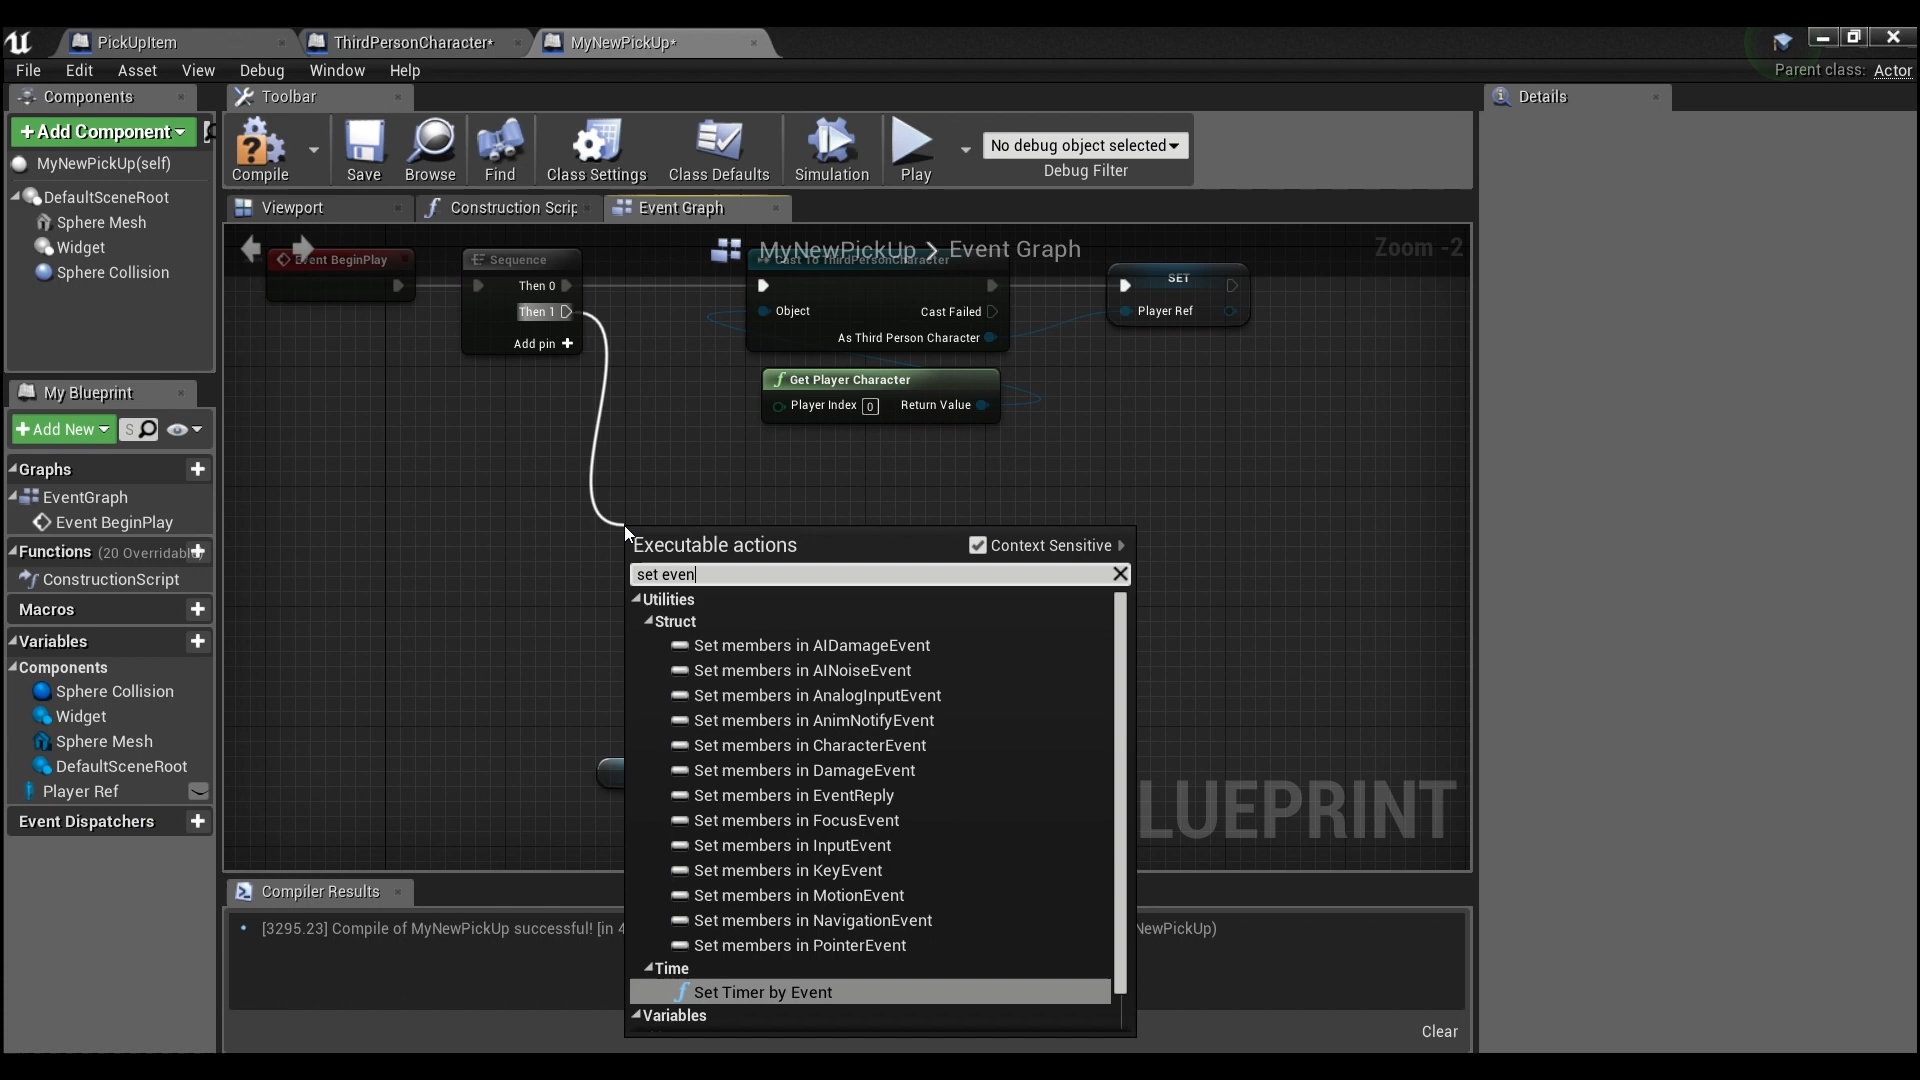 PickUpItem
ThirdPersonCharacter*
MyNewPickUp*
File Edit Asset View Debug Window Help
Parent class: Actor
Components
Toolbar
Details
+Add Component
MyNewPickUp(self)
DefaultSceneRoot
Sphere Mesh
Widget
Sphere Collision
Compile
Save
Browse
Find
Class Settings
Class Defaults
Simulation
Play
No debug object selected
Debug Filter
Viewport
Construction Scrip
Event Graph
MyNewPickUp > Event Graph
Zoom -2
Event BeginPlay
Sequence
Then 0
Then 1
Add pin +
Cast To ThirdPersonCharacter
Object
Cast Failed
As Third Person Character
SET
Player Ref
Get Player Character
Player Index 0 Return Value
My Blueprint
+Add New
S
Graphs
EventGraph
Event BeginPlay
Functions (20 Overridabl
ConstructionScript
Macros
Variables
Components
Sphere Collision
Widget
Sphere Mesh
DefaultSceneRoot
Player Ref
Event Dispatchers
Executable actions
Context Sensitive
set even
Utilities
Struct
Set members in AIDamageEvent
Set members in AINoiseEvent
Set members in AnalogInputEvent
Set members in AnimNotifyEvent
Set members in CharacterEvent
Set members in DamageEvent
Set members in EventReply
Set members in FocusEvent
Set members in InputEvent
Set members in KeyEvent
Set members in MotionEvent
Set members in NavigationEvent
Set members in PointerEvent
Time
Set Timer by Event
Variables
LUEPRINT
Compiler Results
[3295.23] Compile of MyNewPickUp successful! [in 4
NewPickUp)
Clear